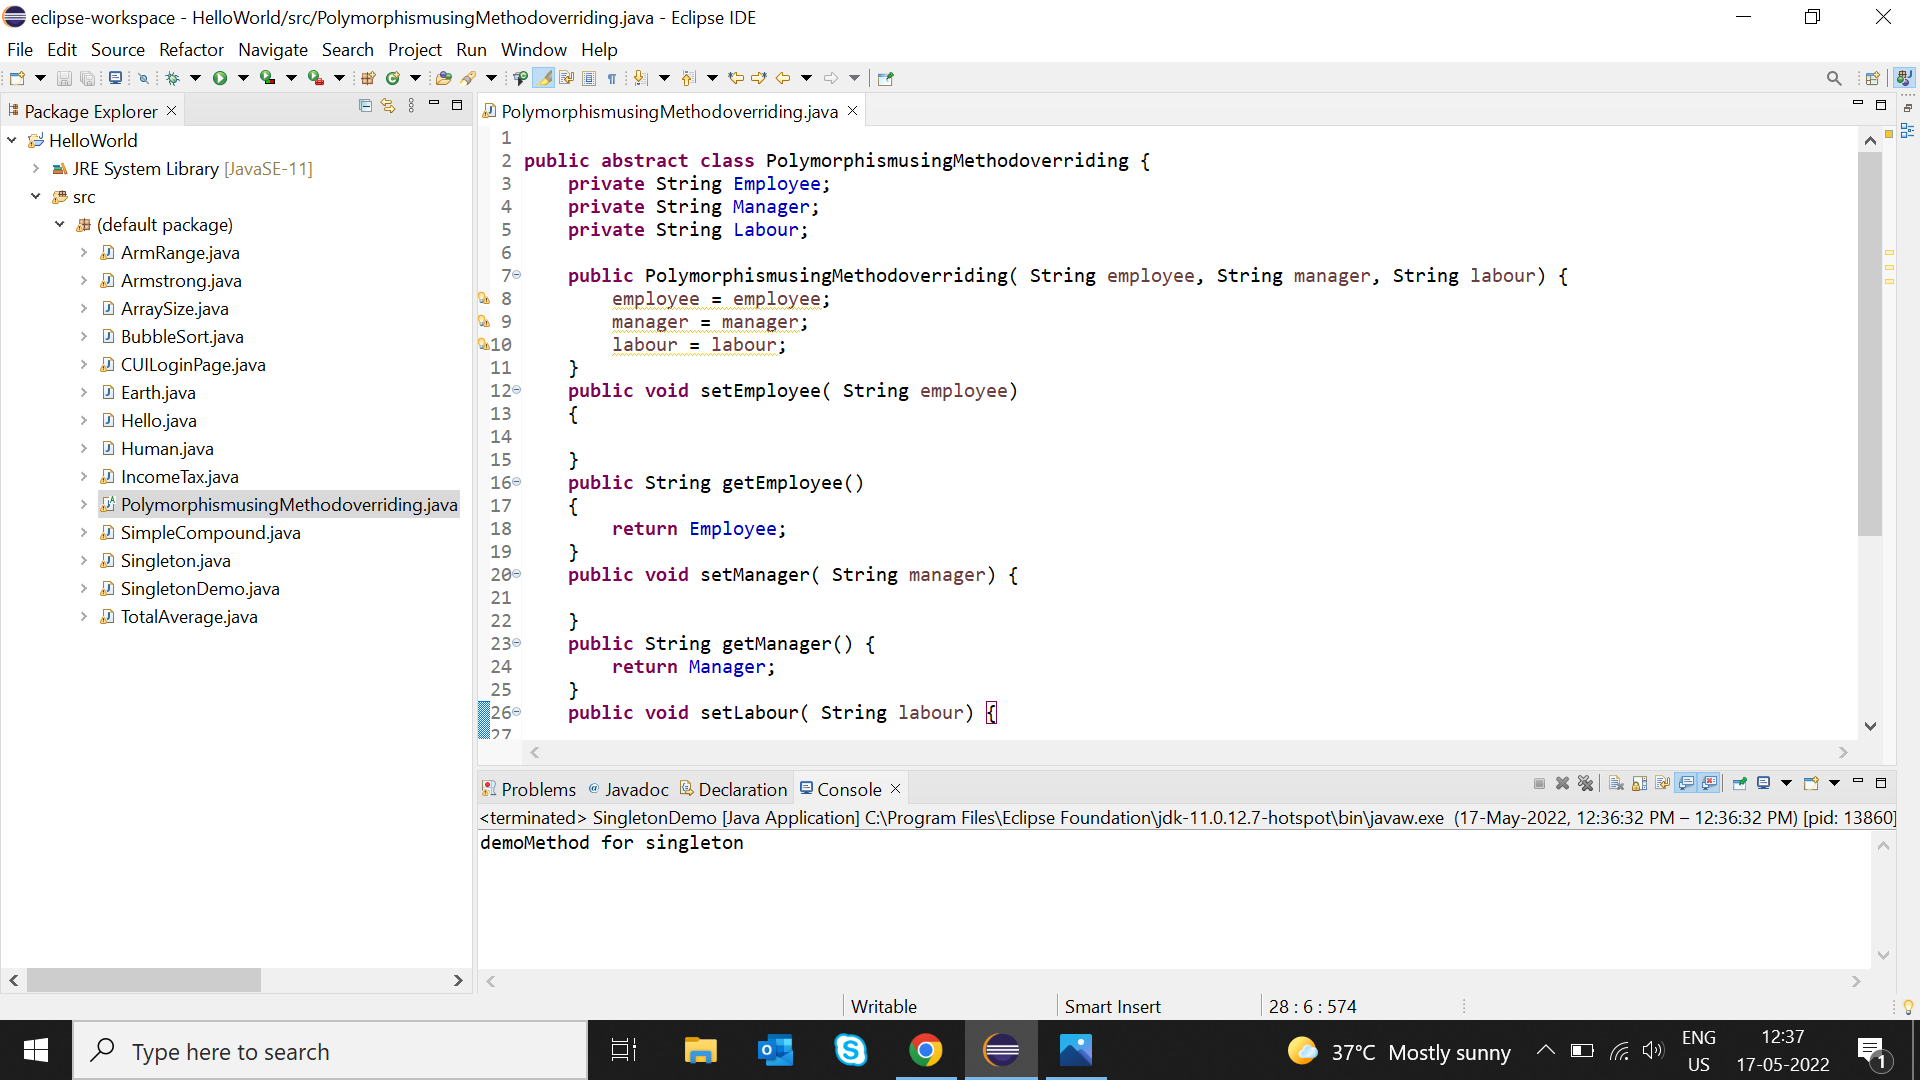 eclipse-workspace - HelloWorld/src/PolymorphismusingMethodoverriding.java - Eclipse IDE
File Edit Source Refactor Navigate Search Project Run Window Help
Package Explorer
HelloWorld
JRE System Library [JavaSE-11]
src
(default package)
ArmRange.java
Armstrong.java
ArraySize.java
BubbleSort.java
CUILoginPage.java
Earth.java
Hello.java
Human.java
IncomeTax.java
PolymorphismusingMethodoverriding.java
SimpleCompound.java
Singleton.java
SingletonDemo.java
TotalAverage.java
PolymorphismusingMethodoverriding.java
1
2 public abstract class PolymorphismusingMethodoverriding {
3 private String Employee;
4 private String Manager;
5 private String Labour;
6
7 public PolymorphismusingMethodoverriding( String employee, String manager, String labour) {
8 employee = employee;
9 manager = manager;
10 labour = labour;
11 }
12 public void setEmployee( String employee)
13 {
14
15 }
16 public String getEmployee()
17 {
18 return Employee;
19 }
20 public void setManager( String manager) {
21
22 }
23 public String getManager() {
24 return Manager;
25 }
26 public void setLabour( String labour) {
27
Problems @ Javadoc Declaration Console
<terminated> SingletonDemo [Java Application] C:\Program Files\Eclipse Foundation\jdk-11.0.12.7-hotspot\bin\javaw.exe (17-May-2022, 12:36:32 PM – 12:36:32 PM) [pid: 13860]
demoMethod for singleton
Writable Smart Insert 28 : 6 : 574
Type here to search
37°C Mostly sunny
ENG
US
12:37
17-05-2022
1